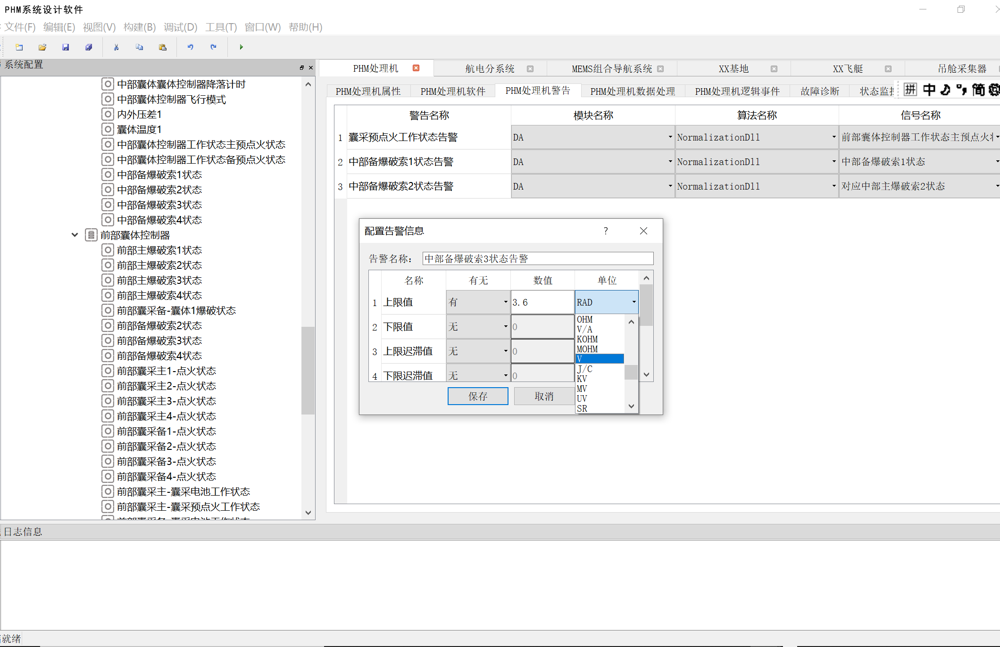 PHM系统设计软件
文件(F) 编辑(E) 视图(V) 构建(B) 调试(D) 工具(T) 窗口(W) 帮助(H)
系统配置
中部囊体囊体控制器降落计时
中部囊体控制器飞行模式
内外压差1
囊体温度1
中部囊体控制器工作状态主预点火状态
中部囊体控制器工作状态备预点火状态
中部备爆破索1状态
中部备爆破索2状态
中部备爆破索3状态
中部备爆破索4状态
前部囊体控制器
前部主爆破索1状态
前部主爆破索2状态
前部主爆破索3状态
前部主爆破索4状态
前部囊采备-囊体1爆破状态
前部备爆破索2状态
前部备爆破索3状态
前部备爆破索4状态
前部囊采主1-点火状态
前部囊采主2-点火状态
前部囊采主3-点火状态
前部囊采主4-点火状态
前部囊采备1-点火状态
前部囊采备2-点火状态
前部囊采备3-点火状态
前部囊采备4-点火状态
前部囊采主-囊采电池工作状态
前部囊采主-囊采预点火工作状态
前部囊采备-囊采电池工作状态
PHM处理机 航电分系统 MEMS组合导航系统 XX基地 XX飞艇 吊舱采集器
PHM处理机属性 PHM处理机软件 PHM处理机警告 PHM处理机数据处理 PHM处理机逻辑事件 故障诊断 状态监控
拼 中 简
警告名称 模块名称 算法名称 信号名称
1 囊采预点火工作状态告警 DA NormalizationDll 前部囊体控制器工作状态主预点火
2 中部备爆破索1状态告警 DA NormalizationDll 中部备爆破索1状态
3 中部备爆破索2状态告警 DA NormalizationDll 对应中部主爆破索2状态
配置告警信息 ?
告警名称： 中部备爆破索3状态告警
名称 有无 数值 单位
1 上限值 有 3.6 RAD
2 下限值 无 0
3 上限迟滞值 无 0
4 下限迟滞值 无 0
OHM
V/A
KOHM
MOHM
V
J/C
KV
MV
UV
SR
保存 取消
日志信息
就绪